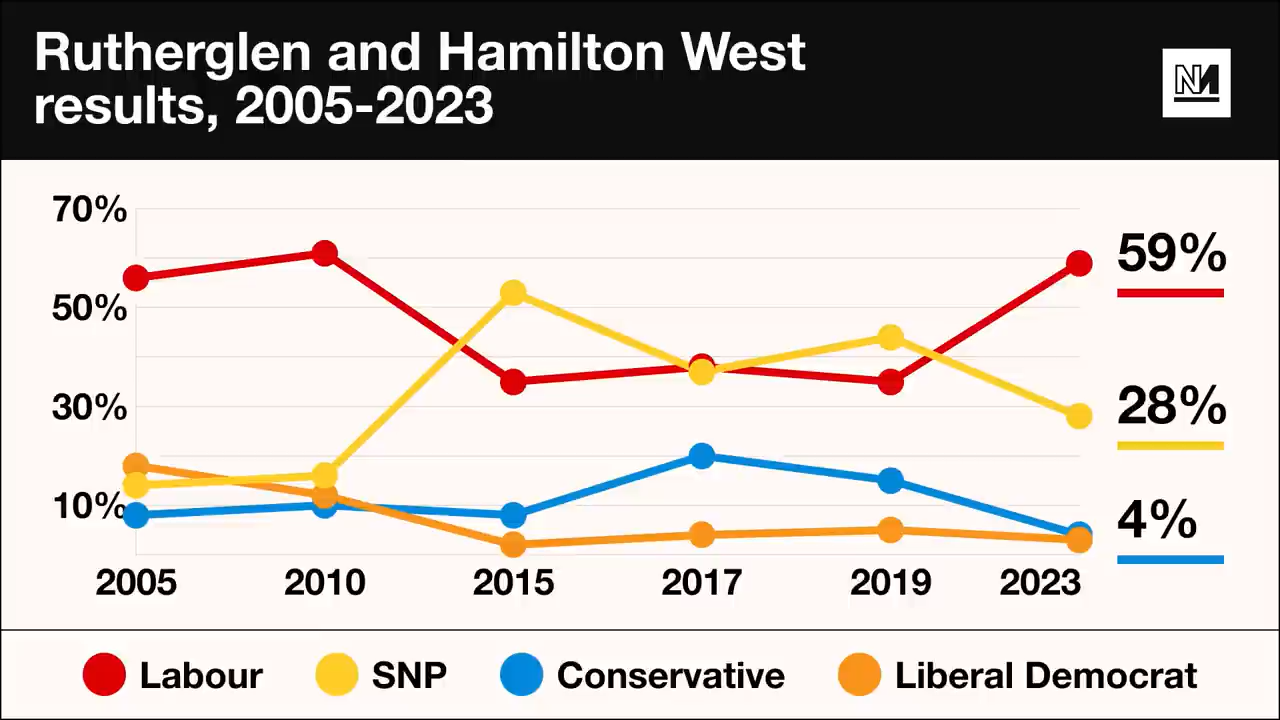 Rutherglen and Hamilton West
results, 2005-2023
NM
70%
50%
30%
10%
59%
28%
4%
2005 2010 2015 2017 2019 2023
Labour SNP Conservative Liberal Democrat